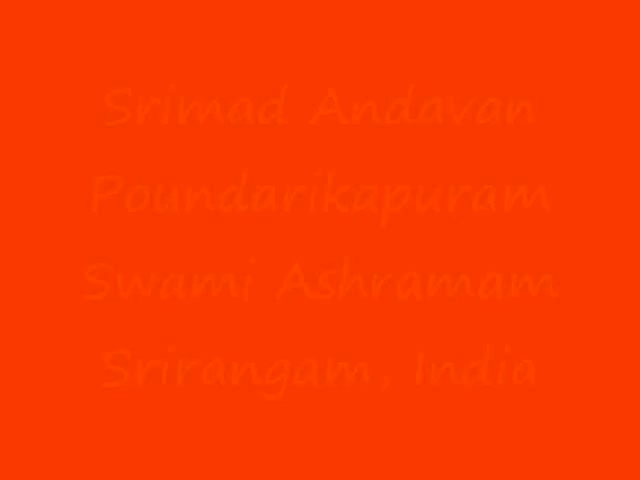 Srimad Andavan
Poundarikapuram
Swami Ashramam
Srirangam, India